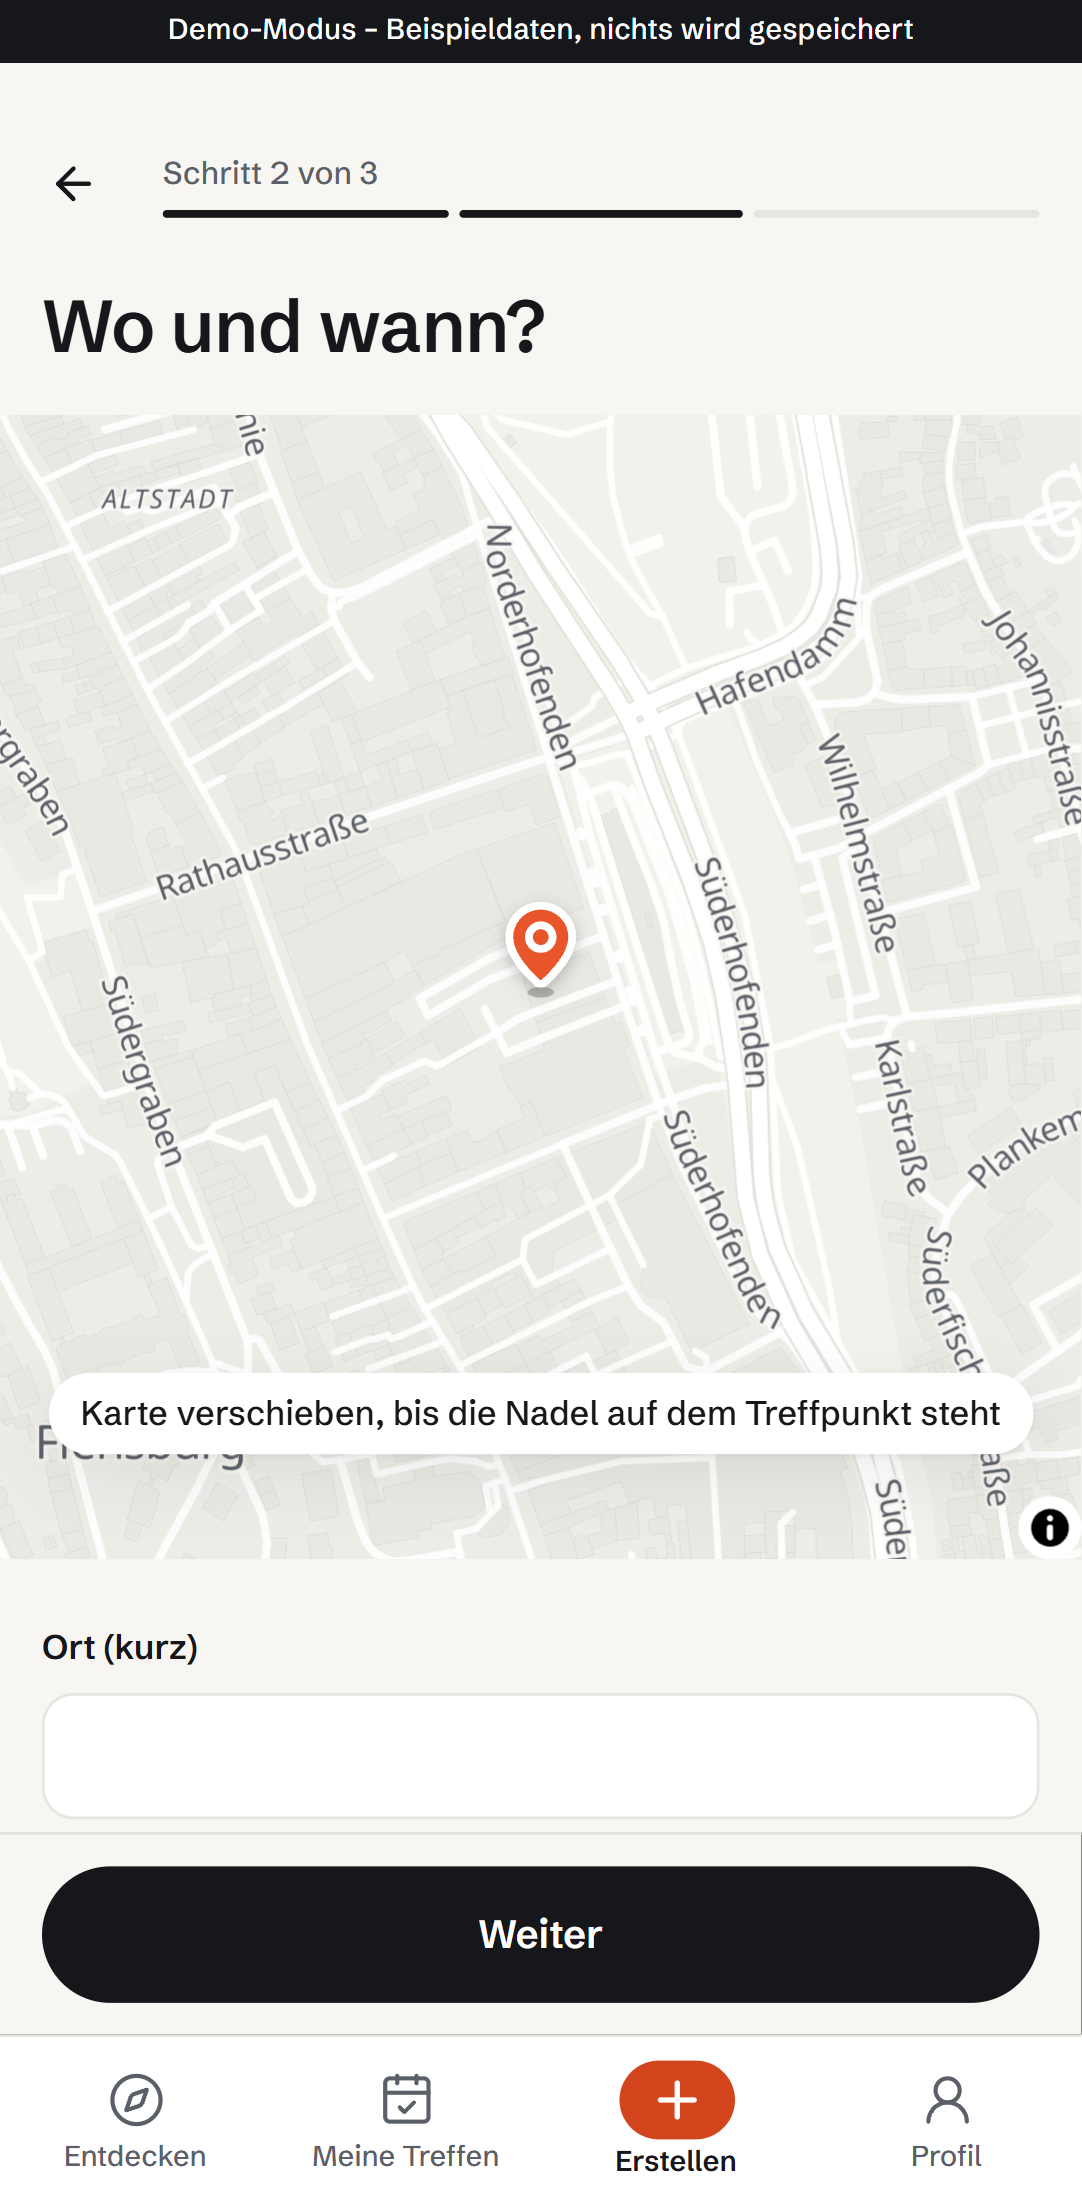 Demo-Modus – Beispieldaten, nichts wird gespeichert
Schritt 2 von 3
Wo und wann?
ALTSTADT
Norderhofenden
Hafendamm
Johannisstraße
Wilhelmstraße
Rathausstraße
Süderhofenden
Südergraben
Karlstraße
Süderhofenden
Karte verschieben, bis die Nadel auf dem Treffpunkt steht
Ort (kurz)
Weiter
Entdecken
Meine Treffen
Erstellen
Profil